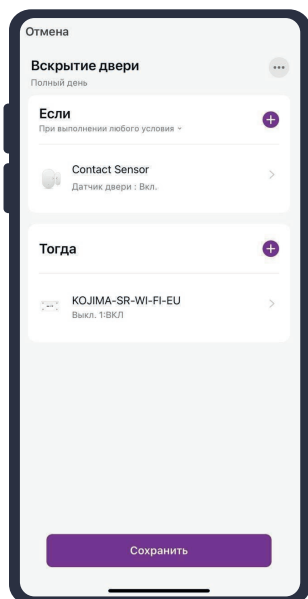 Отмена
Вскрытие двери
Полный день
Если
При выполнении любого условия
Contact Sensor
Датчик двери : Вкл.
Тогда
KOJIMA-SR-WI-FI-EU
Выкл. 1:ВКЛ
Сохранить